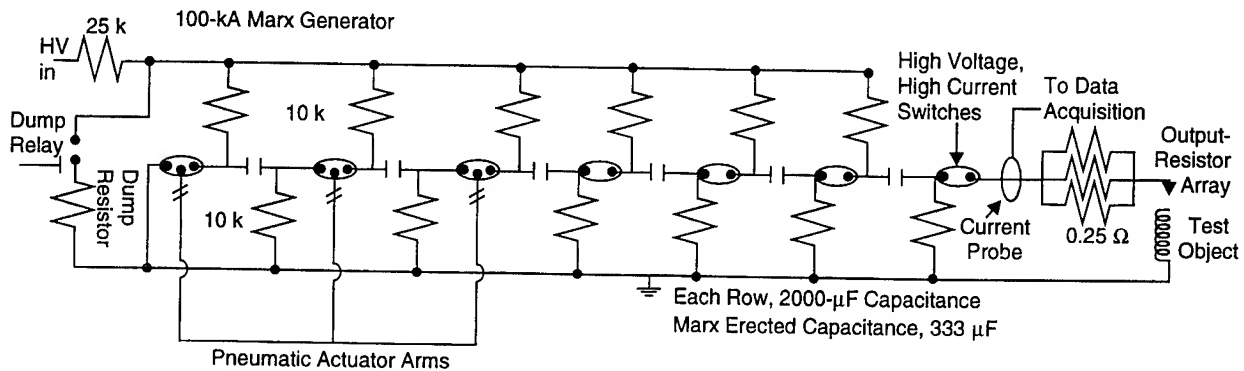 100-kA Marx Generator
25 k
HV
in
High Voltage,
High Current
Switches
To Data
Acquisition
10 k
Dump
Relay
Output-
Resistor
Array
Dump
Resistor
10 k
Current
Probe
0.25 Ω
Test
Object
Each Row, 2000-μF Capacitance
Marx Erected Capacitance, 333 μF
Pneumatic Actuator Arms